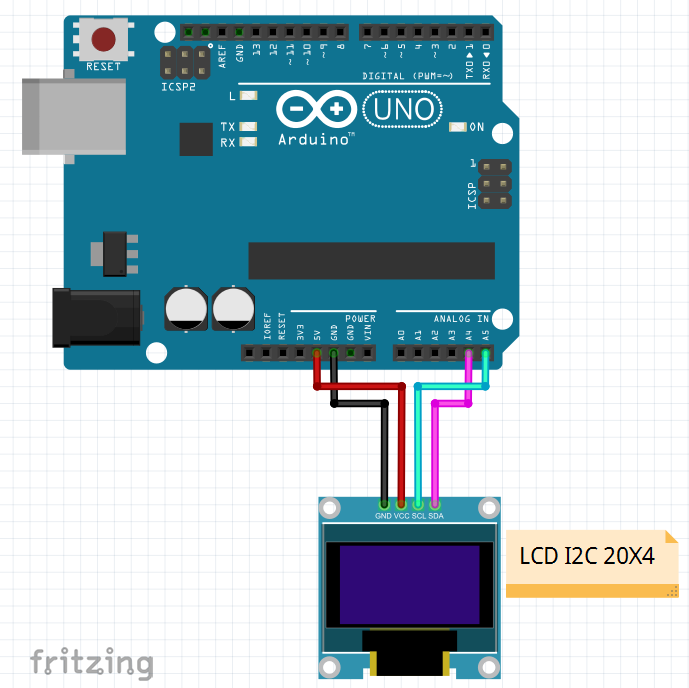 RESET
ICSP2
AREF
GND
13
12
~11
~10
~9
8
7
~6
~5
4
~3
2
TXD▶1
RXD◀0
DIGITAL (PWM=~)
L
TX
RX
Arduino™
UNO
ON
1
ICSP
POWER
ANALOG IN
IOREF
RESET
3V3
5V
GND
GND
VIN
A0
A1
A2
A3
A4
A5
GND VCC SCL SDA
LCD I2C 20X4
fritzing